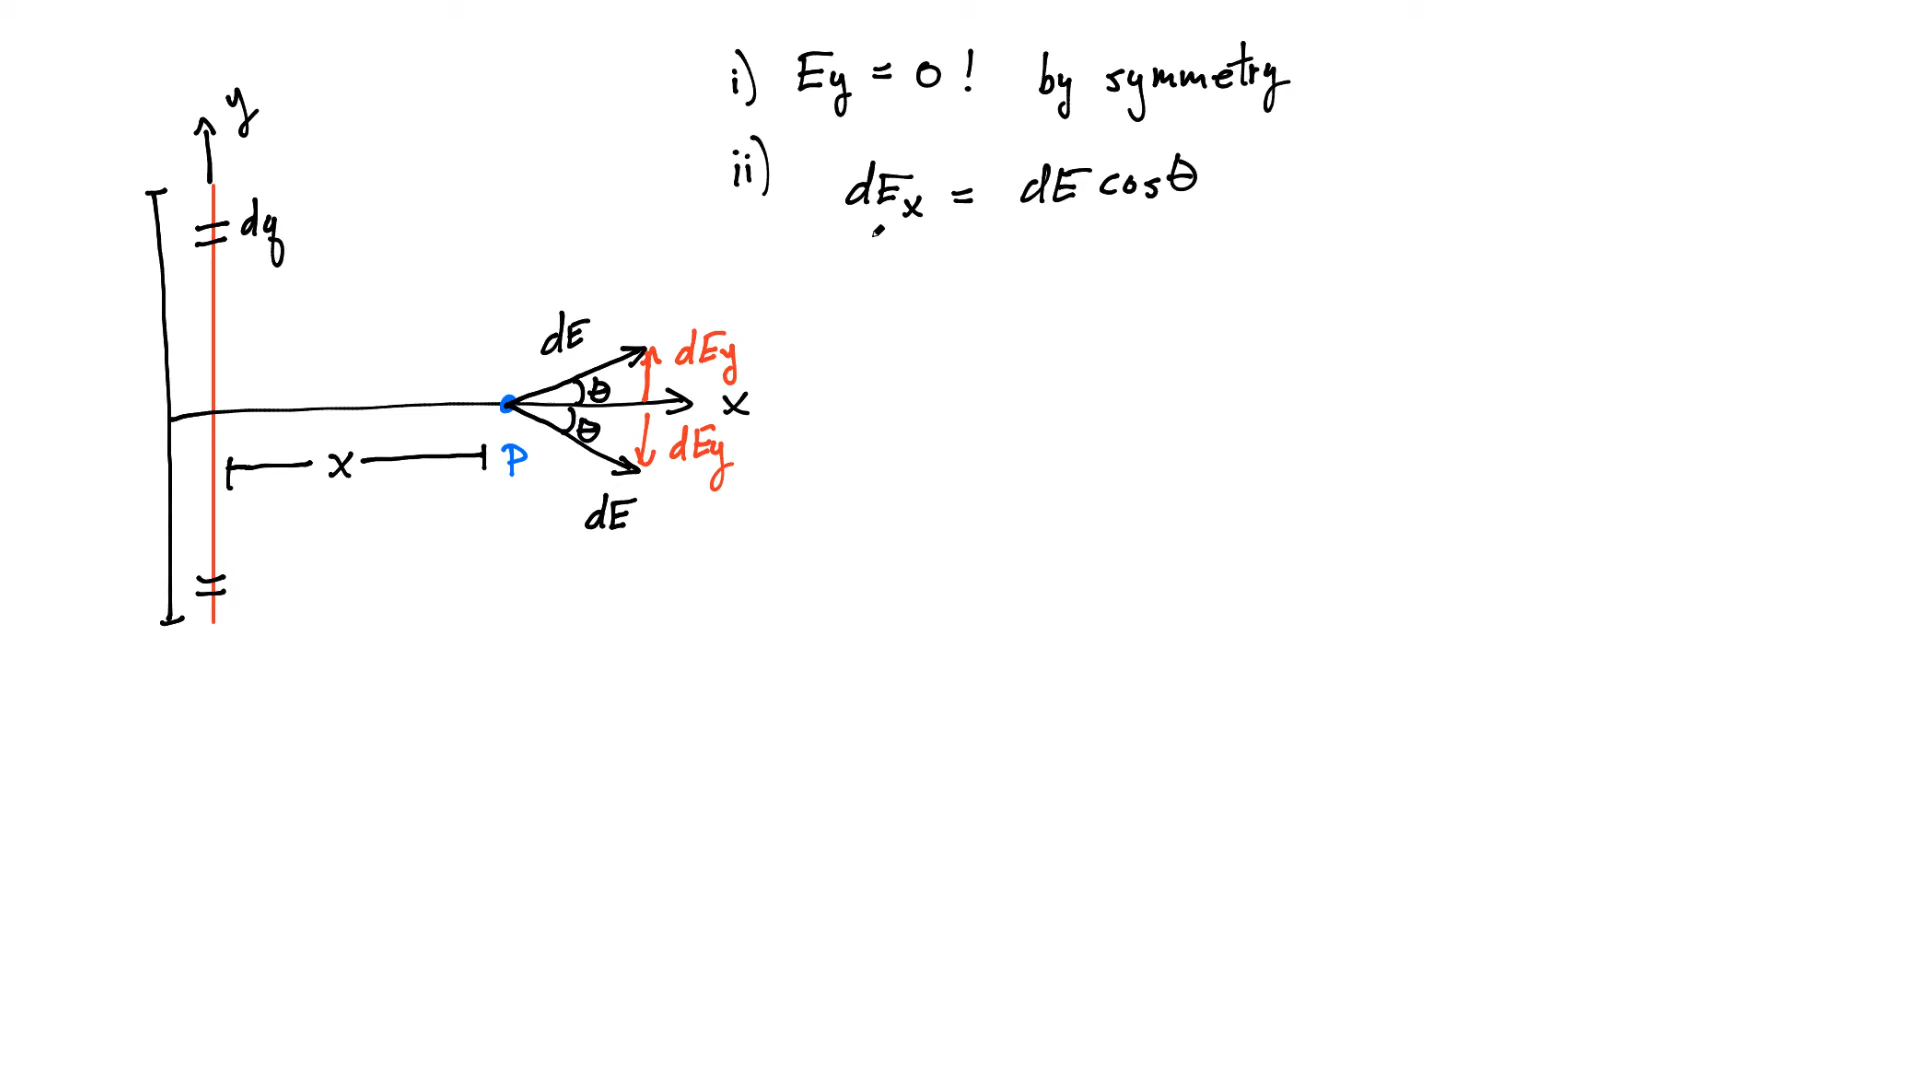 i) Ey = 0 ! by symmetry
ii) dEx = dE cosθ
y
dq
dE
dEy
θ
x
θ
dEy
x
P
dE